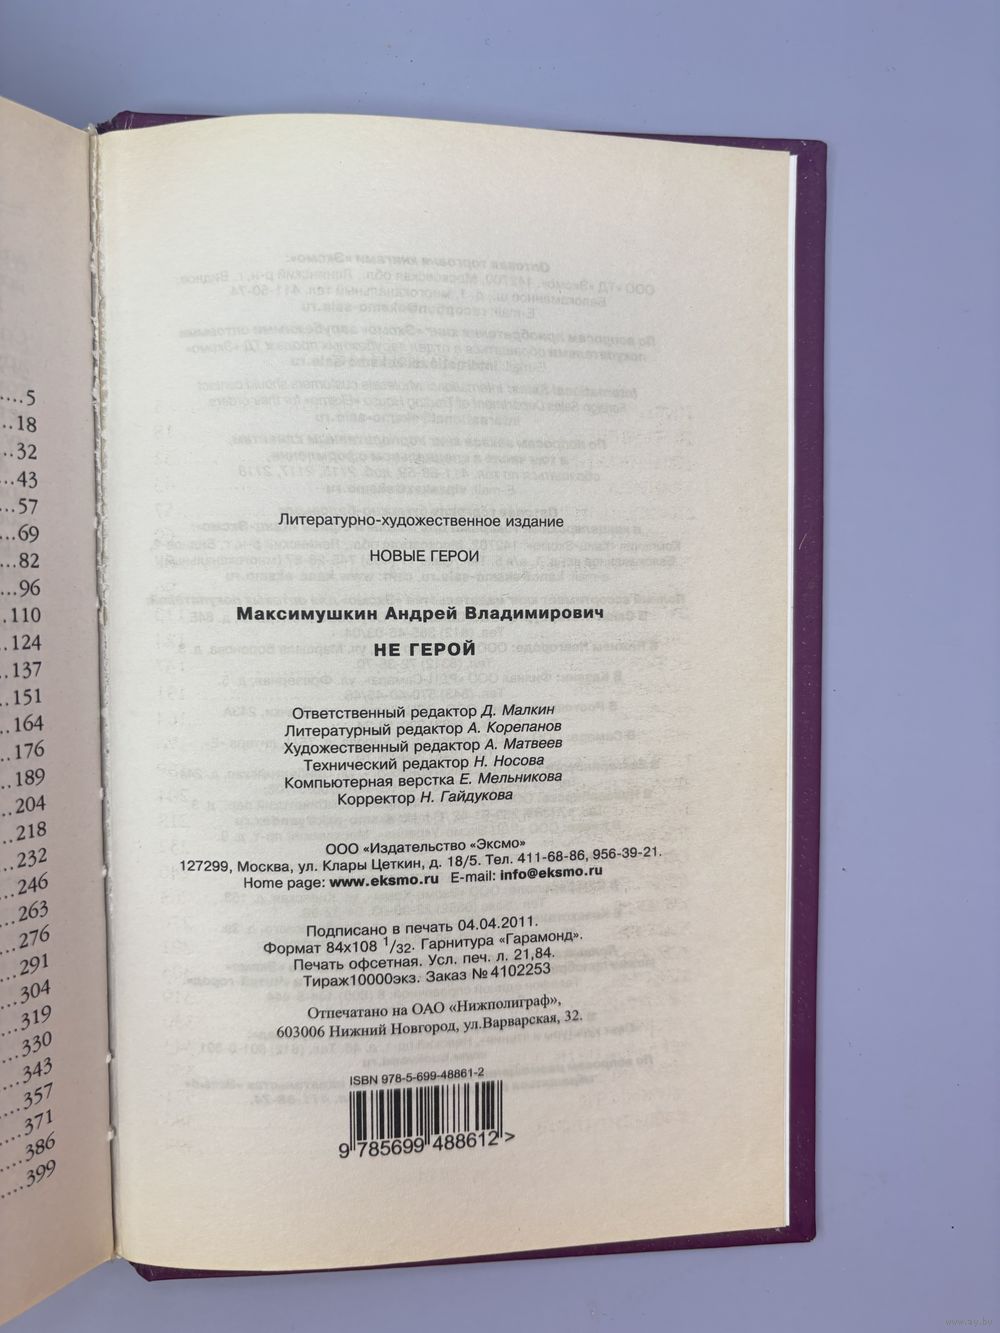 ....5
..18
..32
..43
...57
...69
...82
...96
..110
..124
..137
..151
..164
..176
..189
..204
..218
..232
..246
...263
...276
...291
...304
...319
...330
...343
....357
....371
....386
....399
Литературно-художественное издание
НОВЫЕ ГЕРОИ
Максимушкин Андрей Владимирович
НЕ ГЕРОЙ
Ответственный редактор Д. Малкин
Литературный редактор А. Корепанов
Художественный редактор А. Матвеев
Технический редактор Н. Носова
Компьютерная верстка Е. Мельникова
Корректор Н. Гайдукова
ООО «Издательство «Эксмо»
127299, Москва, ул. Клары Цеткин, д. 18/5. Тел. 411-68-86, 956-39-21.
Home page: www.eksmo.ru E-mail: info@eksmo.ru
Подписано в печать 04.04.2011.
Формат 84x108 1/32. Гарнитура «Гарамонд».
Печать офсетная. Усл. печ. л. 21,84.
Тираж10000экз. Заказ № 4102253
Отпечатано на ОАО «Нижполиграф»,
603006 Нижний Новгород, ул.Варварская, 32.
ISBN 978-5-699-48861-2
9 785699 488612 >
www.ay.by